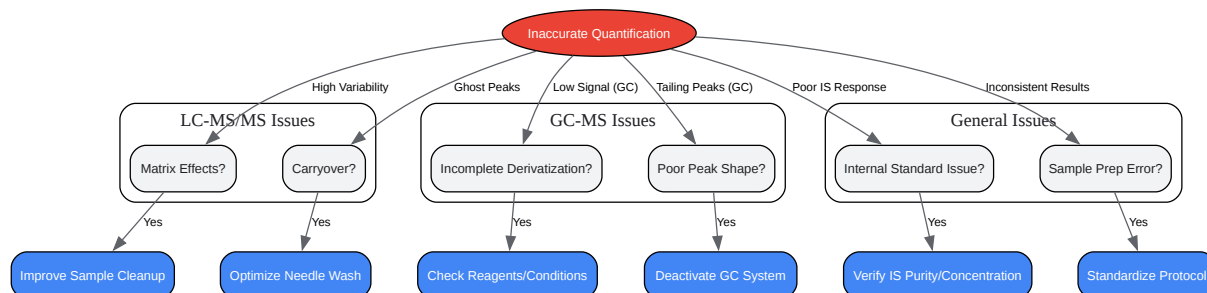 Inaccurate Quantification
High Variability
Ghost Peaks
Low Signal (GC)
Tailing Peaks (GC)
Poor IS Response
Inconsistent Results
LC-MS/MS Issues
GC-MS Issues
General Issues
Matrix Effects?
Carryover?
Incomplete Derivatization?
Poor Peak Shape?
Internal Standard Issue?
Sample Prep Error?
Yes
Yes
Yes
Yes
Yes
Yes
Improve Sample Cleanup
Optimize Needle Wash
Check Reagents/Conditions
Deactivate GC System
Verify IS Purity/Concentration
Standardize Protocol